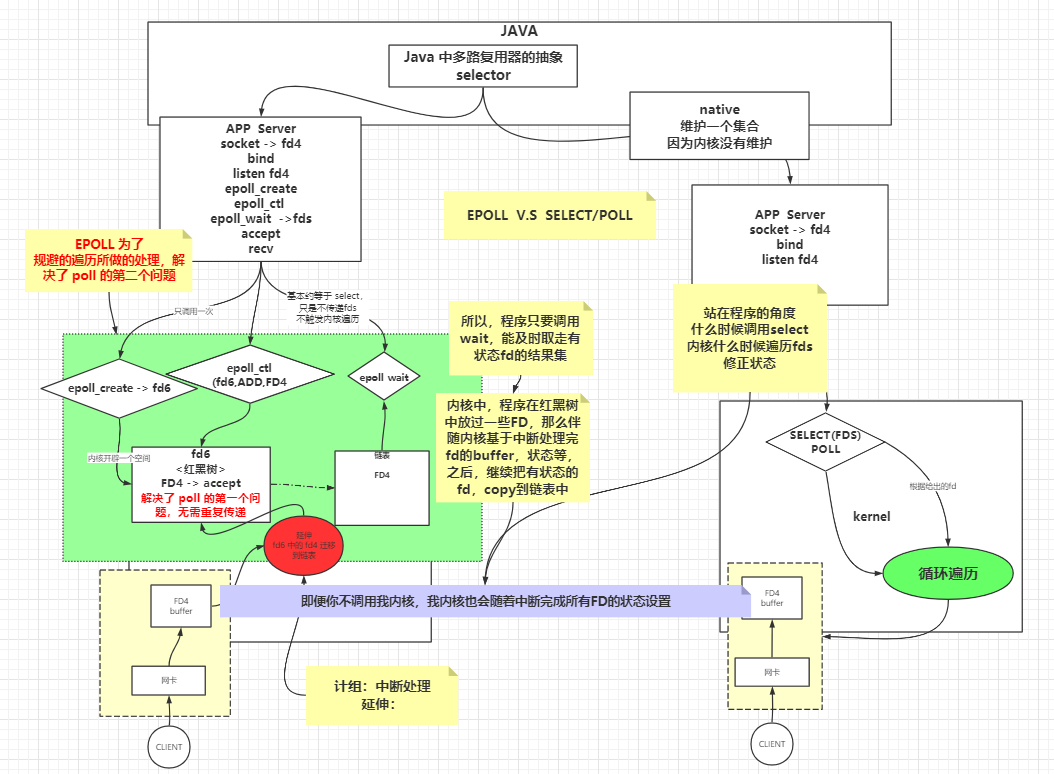 JAVA
Java 中多路复用器的抽象
selector
native
维护一个集合
因为内核没有维护
APP Server
socket -> fd4
bind
listen fd4
epoll_create
epoll_ctl
epoll_wait ->fds
accept
recv
EPOLL V.S SELECT/POLL
APP Server
socket -> fd4
bind
listen fd4
EPOLL 为了
规避的遍历所做的处理，解
决了 poll 的第二个问题
只调用一次
基本约等于 select，
只是不传递fds
不触发内核遍历
所以，程序只要调用
wait，能及时取走有
状态fd的结果集
站在程序的角度
什么时候调用select
内核什么时候遍历fds
修正状态
epoll_create -> fd6
epoll_ctl
(fd6,ADD,FD4
epoll wait
内核中，程序在红黑树
中放过一些FD，那么伴
随内核基于中断处理完
fd的buffer，状态等，
之后，继续把有状态的
fd，copy到链表中
SELECT(FDS)
POLL
根据给出的fd
kernel
循环遍历
内核开辟一个空间
fd6
<红黑树>
FD4 -> accept
解决了 poll 的第一个问
题，无需重复传递
链表
FD4
延伸
fd6 中的 fd4 迁移
到链表
即便你不调用我内核，我内核也会随着中断完成所有FD的状态设置
FD4
buffer
网卡
CLIENT
计组：中断处理
延伸：
FD4
buffer
网卡
CLIENT